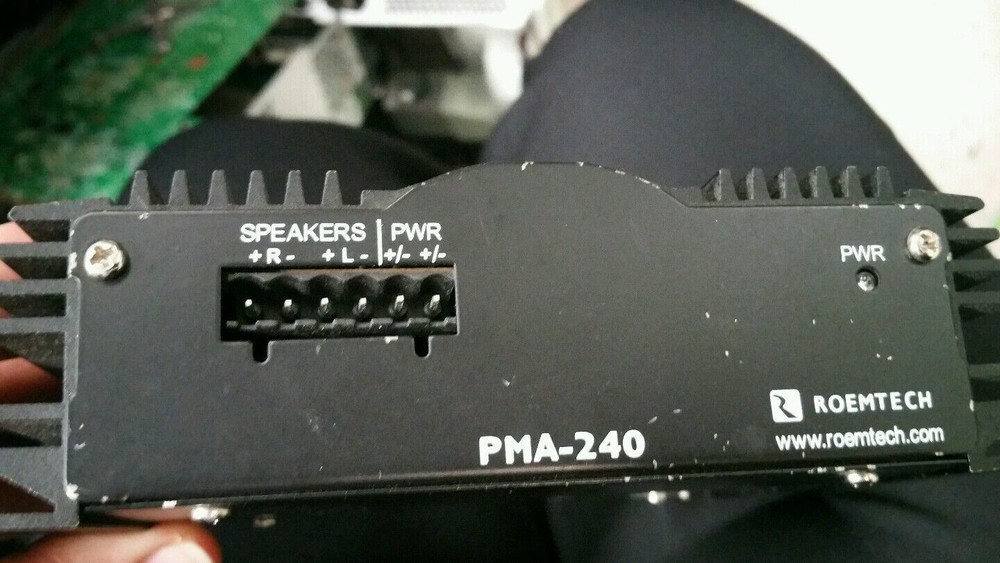 SPEAKERS | PWR
+ R - + L - +/- +/-
PWR
ROEMTECH
www.roemtech.com
PMA-240